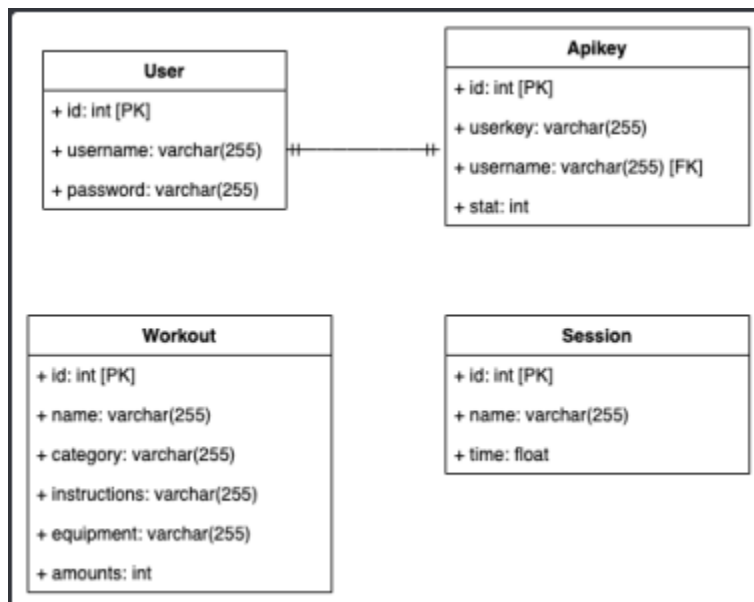 User
+ id: int [PK]
+ username: varchar(255)
+ password: varchar(255)
Apikey
+ id: int [PK]
+ userkey: varchar(255)
+ username: varchar(255) [FK]
+ stat: int
Workout
+ id: int [PK]
+ name: varchar(255)
+ category: varchar(255)
+ instructions: varchar(255)
+ equipment: varchar(255)
+ amounts: int
Session
+ id: int [PK]
+ name: varchar(255)
+ time: float